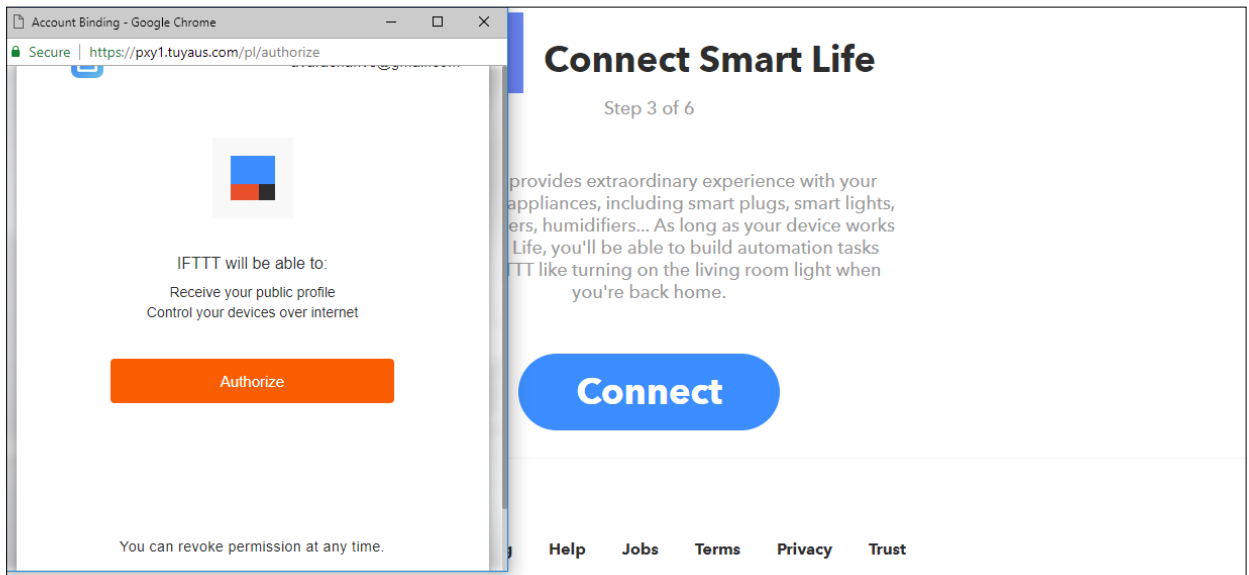 Account Binding - Google Chrome
Secure | https://pxy1.tuyaus.com/pl/authorize
IFTTT will be able to:
Receive your public profile
Control your devices over internet
Authorize
You can revoke permission at any time.
Connect Smart Life
Step 3 of 6
provides extraordinary experience with your
appliances, including smart plugs, smart lights,
humidifiers... As long as your device works
Life, you'll be able to build automation tasks
like turning on the living room light when
you're back home.
Connect
Help Jobs Terms Privacy Trust